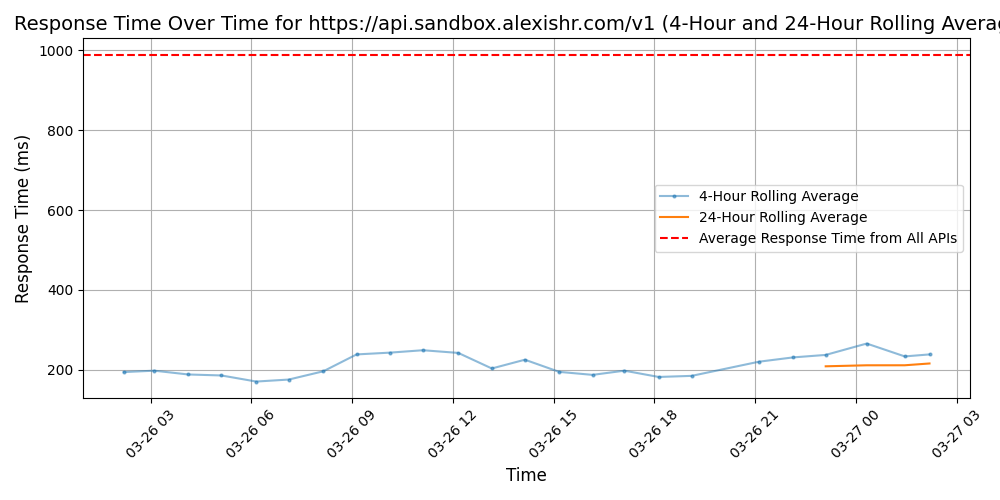 Response Time Over Time for https://api.sandbox.alexishr.com/v1 (4-Hour and 24-Hour Rolling Averag
1000
800
600
400
200
Response Time (ms)
4-Hour Rolling Average
24-Hour Rolling Average
Average Response Time from All APIs
03-26 03
03-26 06
03-26 09
03-26 12
03-26 15
03-26 18
03-26 21
03-27 00
03-27 03
Time